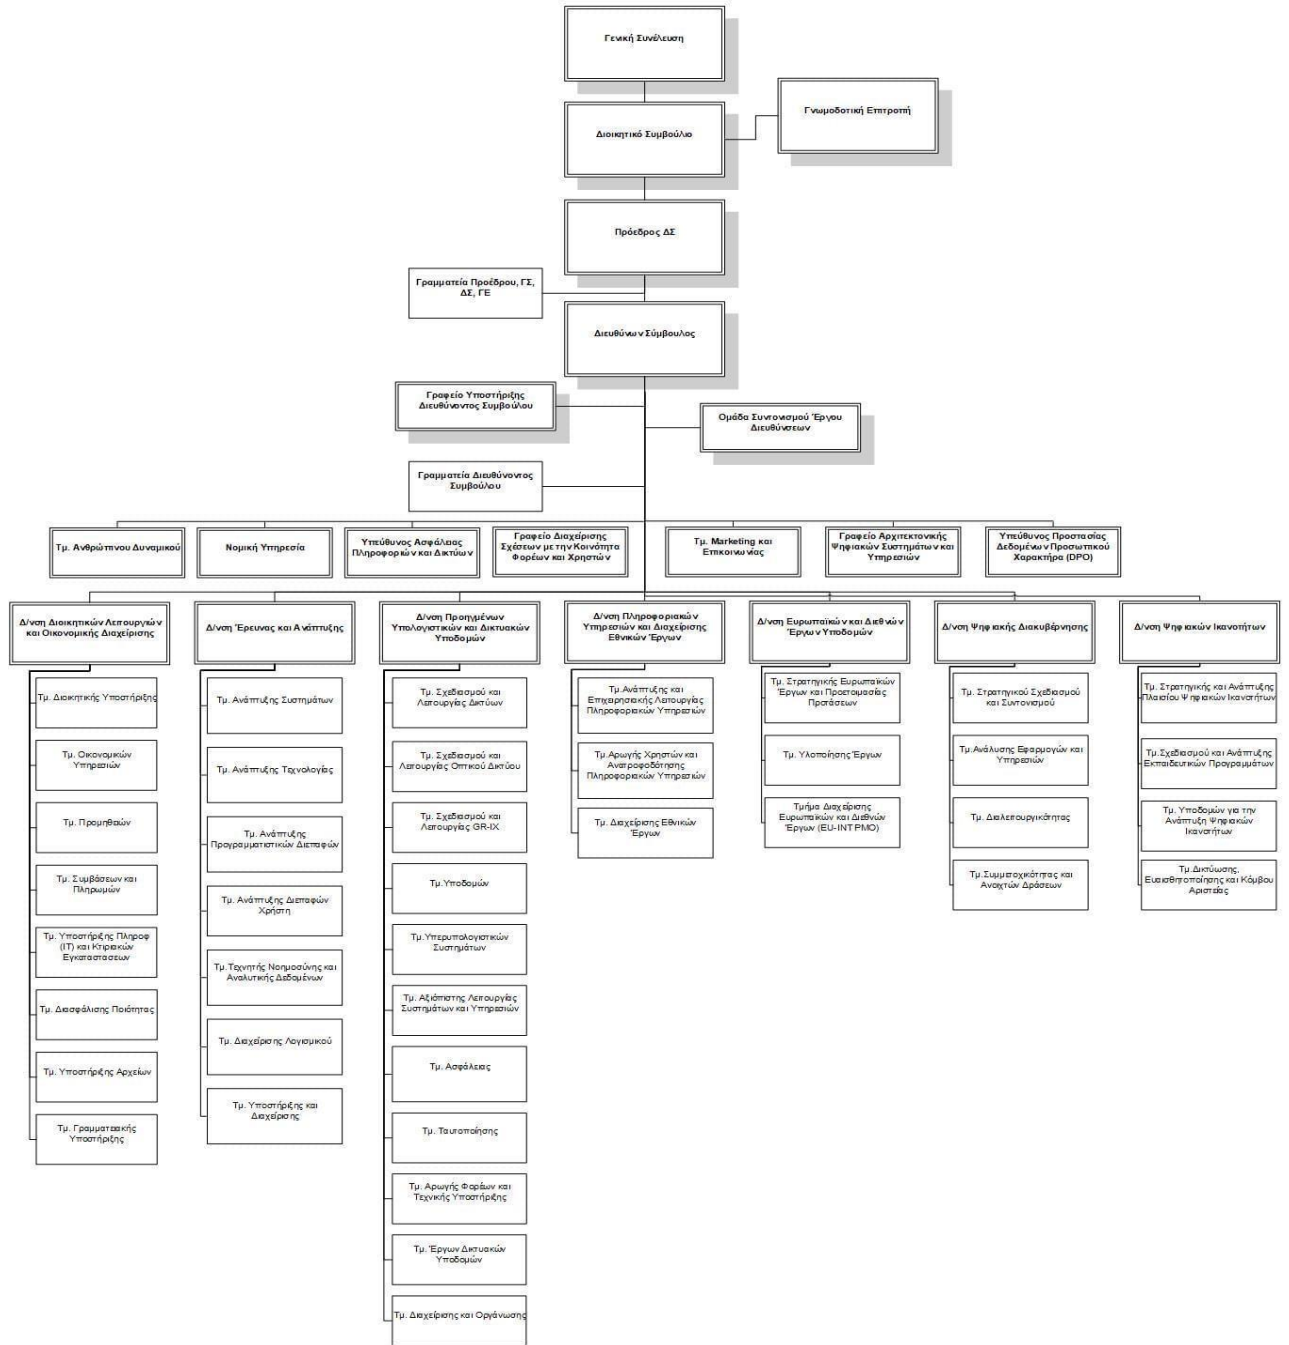 Γενική Συνέλευση
Γνωμοδοτική Επιτροπή
Διοικητικό Συμβούλιο
Πρόεδρος ΔΣ
Γραμματεία Προέδρου, ΓΣ,
ΔΣ, ΓΕ
Διευθύνων Σύμβουλος
Γραφείο Υποστήριξης
Διευθύνοντος Συμβούλου
Ομάδα Συντονισμού Έργου
Διευθύνσεων
Γραμματεία Διευθύνοντος
Συμβούλου
Τμ. Ανθρώπινου Δυναμικού
Νομική Υπηρεσία
Υπεύθυνος Ασφάλειας
Πληροφοριών και Δικτύων
Γραφείο Διαχείρισης
Σχέσεων με την Κοινότητα
Φορέων και Χρηστών
Τμ. Marketing και
Επικοινωνίας
Γραφείο Αρχιτεκτονικής
Ψηφιακών Συστημάτων και
Υπηρεσιών
Υπεύθυνος Προστασίας
Δεδομένων Προσωπικού
Χαρακτήρα (DPO)
Δ/νση Διοικητικών Λειτουργιών
και Οικονομικής Διαχείρισης
Δ/νση Έρευνας και Ανάπτυξης
Δ/νση Προηγμένων
Υπολογιστικών και Δικτυακών
Υποδομών
Δ/νση Πληροφοριακών
Υπηρεσιών και Διαχείρισης
Εθνικών Έργων
Δ/νση Ευρωπαϊκών και Διεθνών
Έργων Υποδομών
Δ/νση Ψηφιακής Διακυβέρνησης
Δ/νση Ψηφιακών Ικανοτήτων
Τμ. Διοικητικής Υποστήριξης
Τμ. Οικονομικών
Υπηρεσιών
Τμ. Προμηθειών
Τμ. Συμβάσεων και
Πληρωμών
Τμ. Υποστήριξης Πληροφ
(IT) και Κτιριακών
Εγκαταστασεων
Τμ. Διασφάλισης Ποιότητας
Τμ. Υποστήριξης Αρχείων
Τμ. Γραμματειακής
Υποστήριξης
Τμ. Ανάπτυξης Συστημάτων
Τμ. Ανάπτυξης Τεχνολογίας
Τμ. Ανάπτυξης
Προγραμματιστικών Διεπαφών
Τμ. Ανάπτυξης Διεπαφών
Χρήστη
Τμ.Τεχνητής Νοημοσύνης και
Αναλυτικής Δεδομένων
Τμ. Διαχείρισης Λογισμικού
Τμ. Υποστήριξης και
Διαχείρισης
Τμ. Σχεδιασμού και
Λειτουργίας Δικτύων
Τμ. Σχεδιασμού και
Λειτουργίας Οπτικού Δικτύου
Τμ. Σχεδιασμού και
Λειτουργίας GR-IX
Τμ.Υποδομών
Τμ.Υπερυπολογιστικών
Συστημάτων
Τμ. Αξιόπιστης Λειτουργίας
Συστημάτων και Υπηρεσιών
Τμ. Ασφάλειας
Τμ. Ταυτοποίησης
Τμ. Αρωγής Φορέων και
Τεχνικής Υποστήριξης
Τμ. Έργων Δικτυακών
Υποδομών
Τμ. Διαχείρισης και Οργάνωσης
Τμ.Ανάπτυξης και
Επιχειρησιακής Λειτουργίας
Πληροφοριακών Υπηρεσιών
Τμ.Αρωγής Χρηστών και
Ανατροφοδότησης
Πληροφοριακών Υπηρεσιών
Τμ. Διαχείρισης Εθνικών
Έργων
Τμ. Στρατηγικής Ευρωπαϊκών
Έργων και Προετοιμασίας
Προτάσεων
Τμ. Υλοποίησης Έργων
Τμήμα Διαχείρισης
Ευρωπαϊκών και Διεθνών
Έργων (EU-INT PMO)
Τμ. Στρατηγικού Σχεδιασμού
και Συντονισμού
Τμ.Ανάλυσης Εφαρμογών και
Υπηρεσιών
Τμ. Διαλειτουργικότητας
Τμ.Συμμετοχικότητας και
Ανοιχτών Δράσεων
Τμ. Στρατηγικής και Ανάπτυξης
Πλαισίου Ψηφιακών Ικανοτήτων
Τμ.Σχεδιασμού και Ανάπτυξης
Εκπαιδευτικών Προγραμμάτων
Τμ. Υποδομών για την
Ανάπτυξη Ψηφιακών
Ικανοτήτων
Τμ.Δικτύωσης,
Ευαισθητοποίησης και Κόμβου
Αριστείας